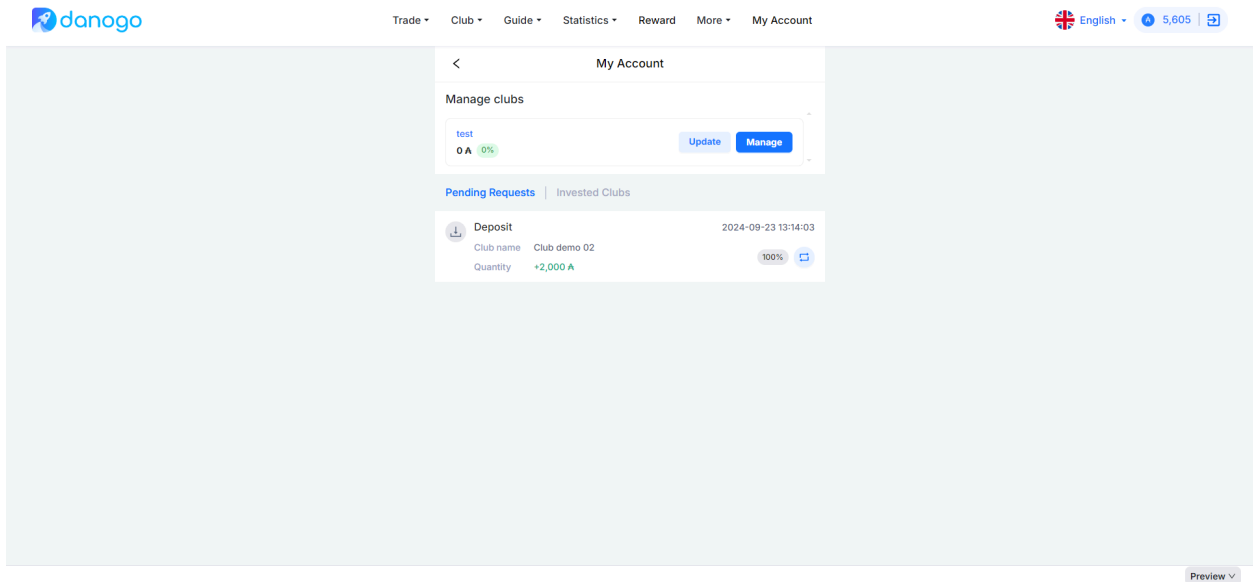 danogo Trade Club Guide Statistics Reward More My Account English 5,605
My Account
Manage clubs
test
0 ₳ 0% Update Manage
Pending Requests Invested Clubs
Deposit 2024-09-23 13:14:03
Club name Club demo 02
100%
Quantity +2,000 ₳
Preview